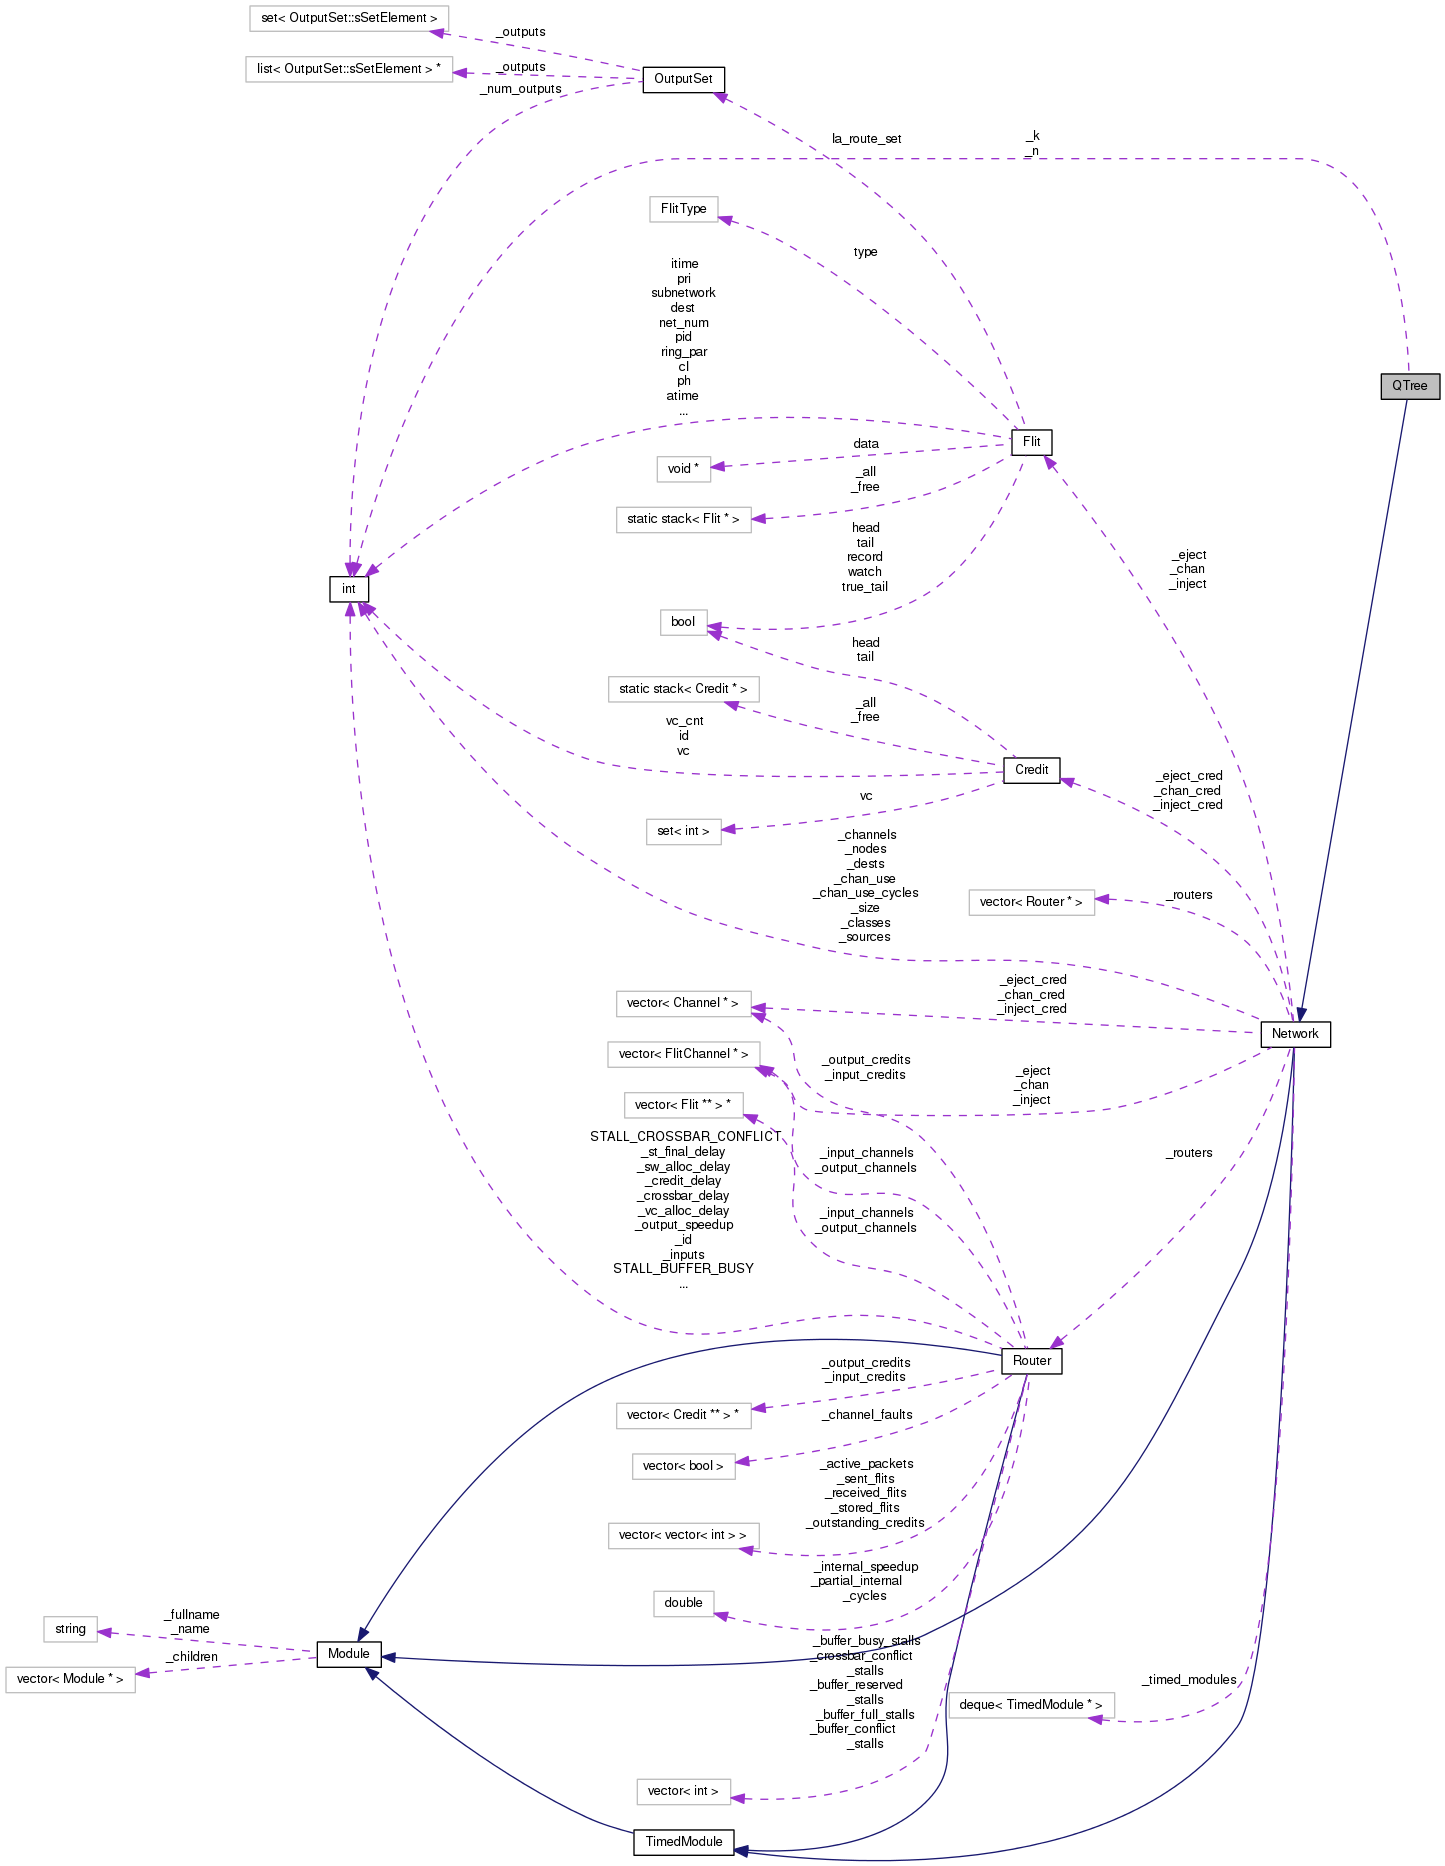 set< OutputSet::sSetElement >
_outputs
list< OutputSet::sSetElement > *
_outputs
OutputSet
_num_outputs
la_route_set
_k
_n
FlitType
type
itime
pri
subnetwork
dest
net_num
pid
ring_par
cl
ph
atime
...
QTree
Flit
void *
data
static stack< Flit * >
_all
_free
head
tail
record
watch
true_tail
_eject
_chan
_inject
int
bool
head
tail
static stack< Credit * >
_all
_free
vc_cnt
id
vc
Credit
_eject_cred
_chan_cred
_inject_cred
vc
set< int >
_channels
_nodes
_dests
_chan_use
_chan_use_cycles
_size
_classes
_sources
vector< Router * >
_routers
vector< Channel * >
_eject_cred
_chan_cred
_inject_cred
Network
vector< FlitChannel * >
_output_credits
_input_credits
_eject
_chan
_inject
vector< Flit ** > *
STALL_CROSSBAR_CONFLICT
_st_final_delay
_sw_alloc_delay
_credit_delay
_crossbar_delay
_vc_alloc_delay
_output_speedup
_id
_inputs
STALL_BUFFER_BUSY
...
_input_channels
_output_channels
_input_channels
_output_channels
_routers
Router
_output_credits
_input_credits
vector< Credit ** > *
_channel_faults
vector< bool >
_active_packets
_sent_flits
_received_flits
_stored_flits
_outstanding_credits
vector< vector< int > >
_internal_speedup
_partial_internal
_cycles
double
string
_fullname
_name
Module
_children
vector< Module * >
_buffer_busy_stalls
_crossbar_conflict
_stalls
_buffer_reserved
_stalls
_buffer_full_stalls
_buffer_conflict
_stalls
deque< TimedModule * >
_timed_modules
vector< int >
TimedModule